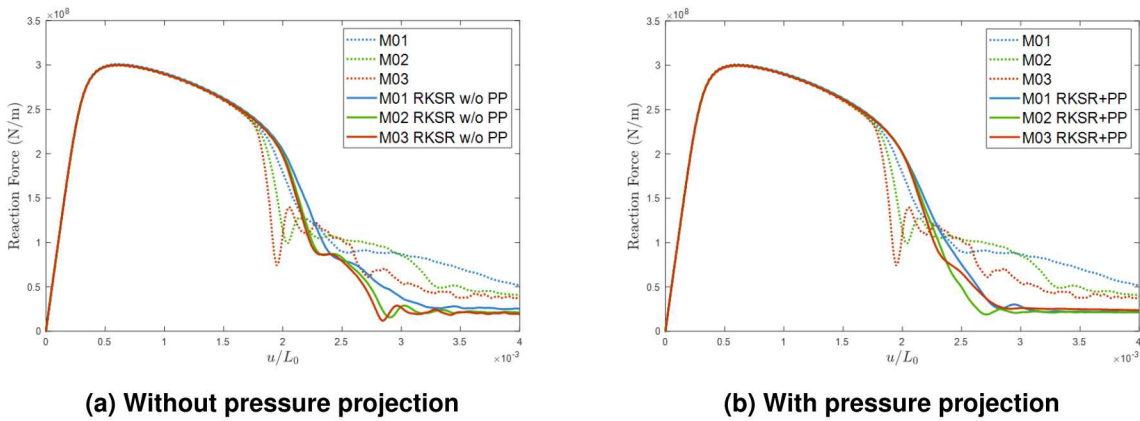 ×10⁸
3.5
3
2.5
2
1.5
1
0.5
0
Reaction Force (N/m)
M01
M02
M03
M01 RKSR w/o PP
M02 RKSR w/o PP
M03 RKSR w/o PP
0 0.5 1 1.5 2 2.5 3 3.5 4
u/L₀
×10⁻³
(a) Without pressure projection
×10⁸
3.5
3
2.5
2
1.5
1
0.5
0
Reaction Force (N/m)
M01
M02
M03
M01 RKSR+PP
M02 RKSR+PP
M03 RKSR+PP
0 0.5 1 1.5 2 2.5 3 3.5 4
u/L₀
×10⁻³
(b) With pressure projection